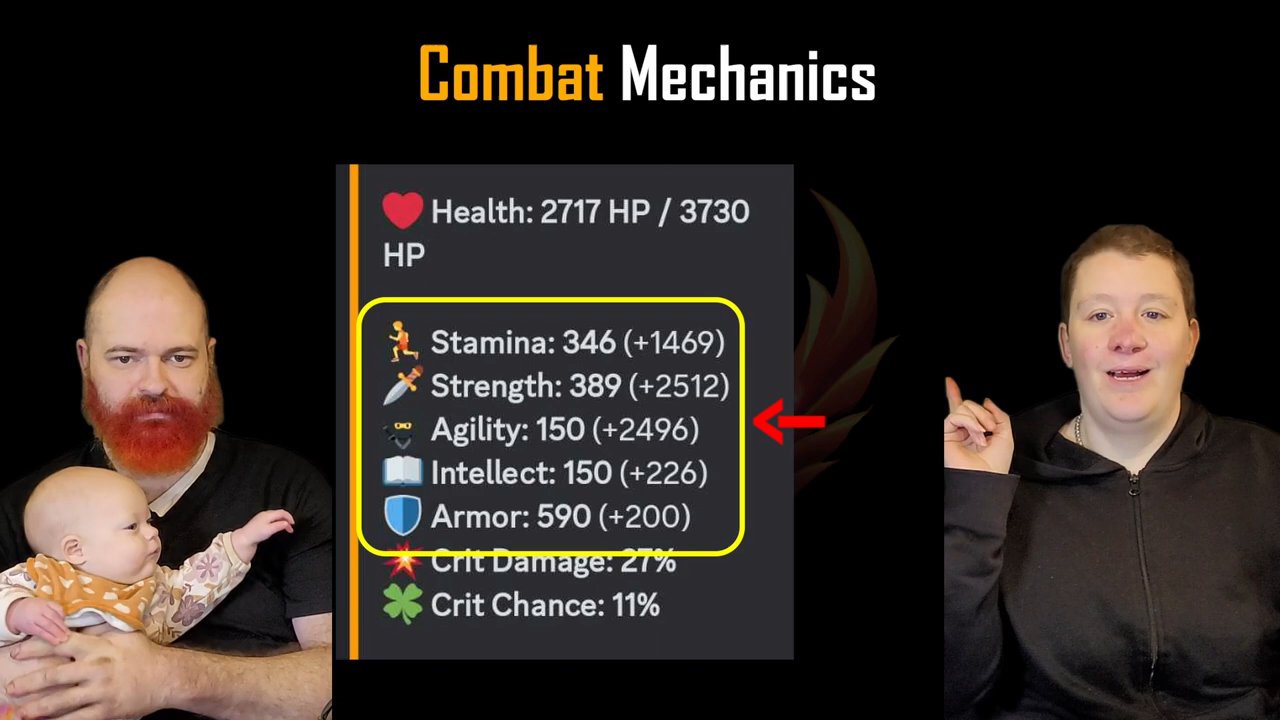 Combat Mechanics
Health: 2717 HP / 3730
HP
Stamina: 346 (+1469)
Strength: 389 (+2512)
Agility: 150 (+2496)
Intellect: 150 (+226)
Armor: 590 (+200)
Crit Damage: 27%
Crit Chance: 11%